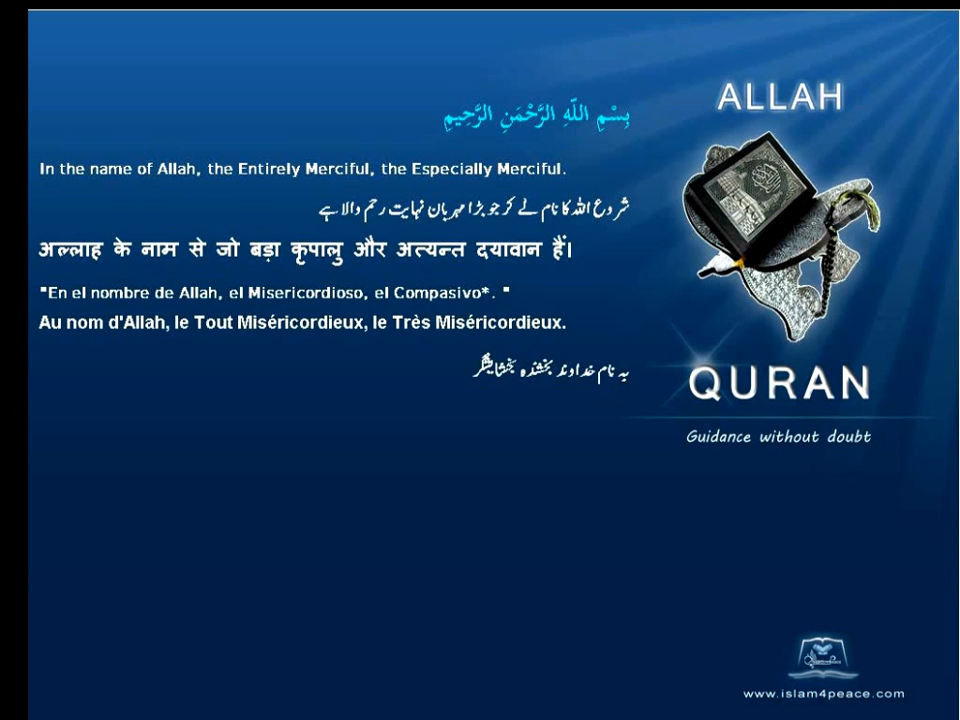 بِسْمِ اللّهِ الرَّحْمَنِ الرَّحِيمِ
In the name of Allah, the Entirely Merciful, the Especially Merciful.
شروع الله کا نام لے کر جو بڑا مہربان نہایت رحم والا ہے
अल्लाह के नाम से जो बड़ा कृपालु और अत्यन्त दयावान हैं।
"En el nombre de Allah, el Misericordioso, el Compasivo*. "
Au nom d'Allah, le Tout Miséricordieux, le Très Miséricordieux.
به نام خداوند بخشنده بخشایشگر
ALLAH
QURAN
Guidance without doubt
www.islam4peace.com